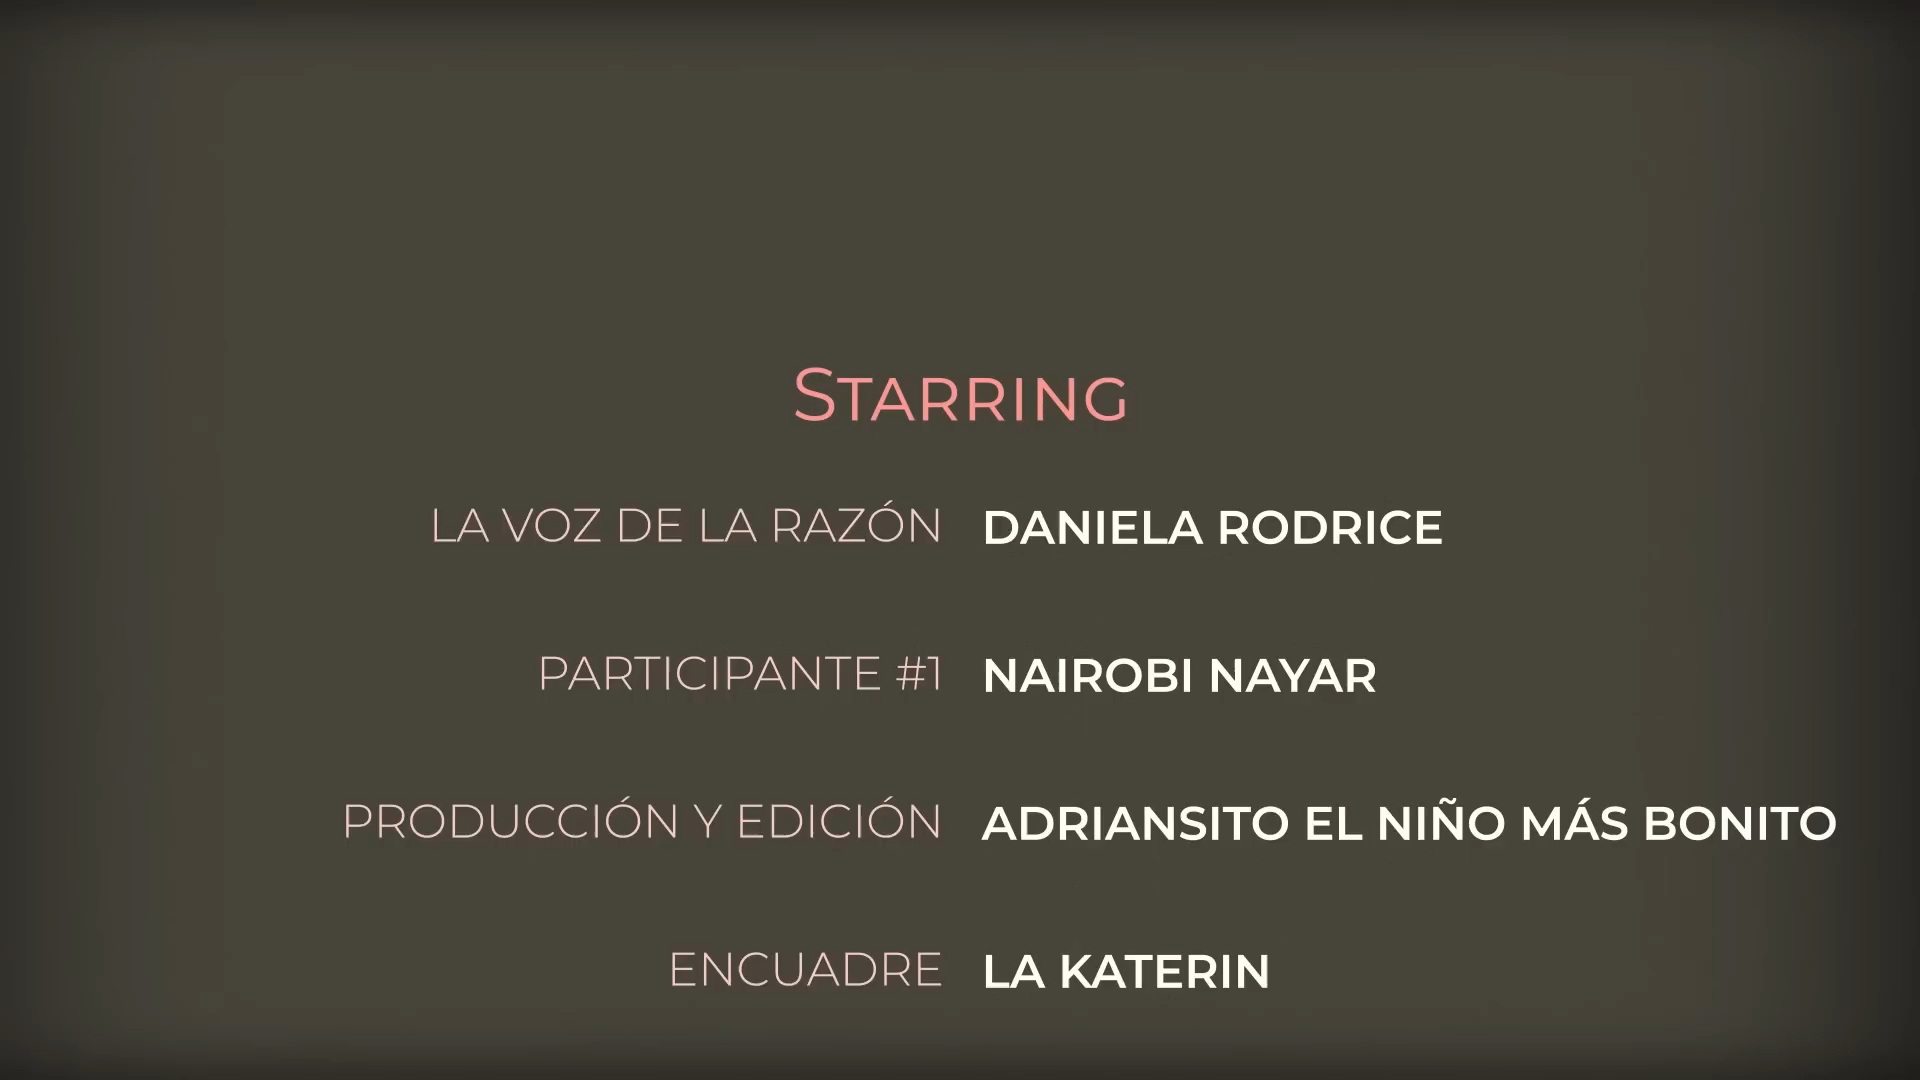 Starring
LA VOZ DE LA RAZÓN DANIELA RODRICE
PARTICIPANTE #1 NAIROBI NAYAR
PRODUCCIÓN Y EDICIÓN ADRIANSITO EL NIÑO MÁS BONITO
ENCUADRE LA KATERIN